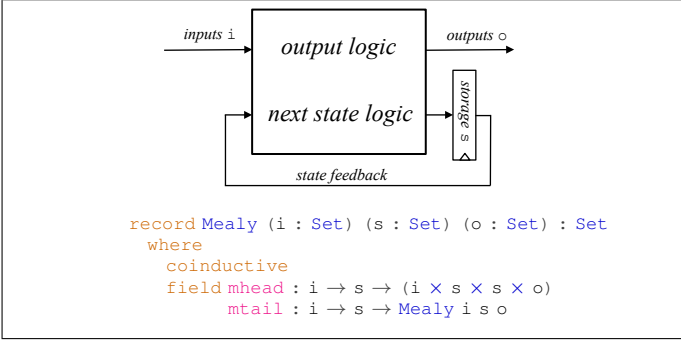 inputs i
output logic
outputs o
next state logic
storage s
state feedback
record Mealy (i : Set) (s : Set) (o : Set) : Set
where
coinductive
field mhead : i → s → (i × s × s × o)
mtail : i → s → Mealy i s o